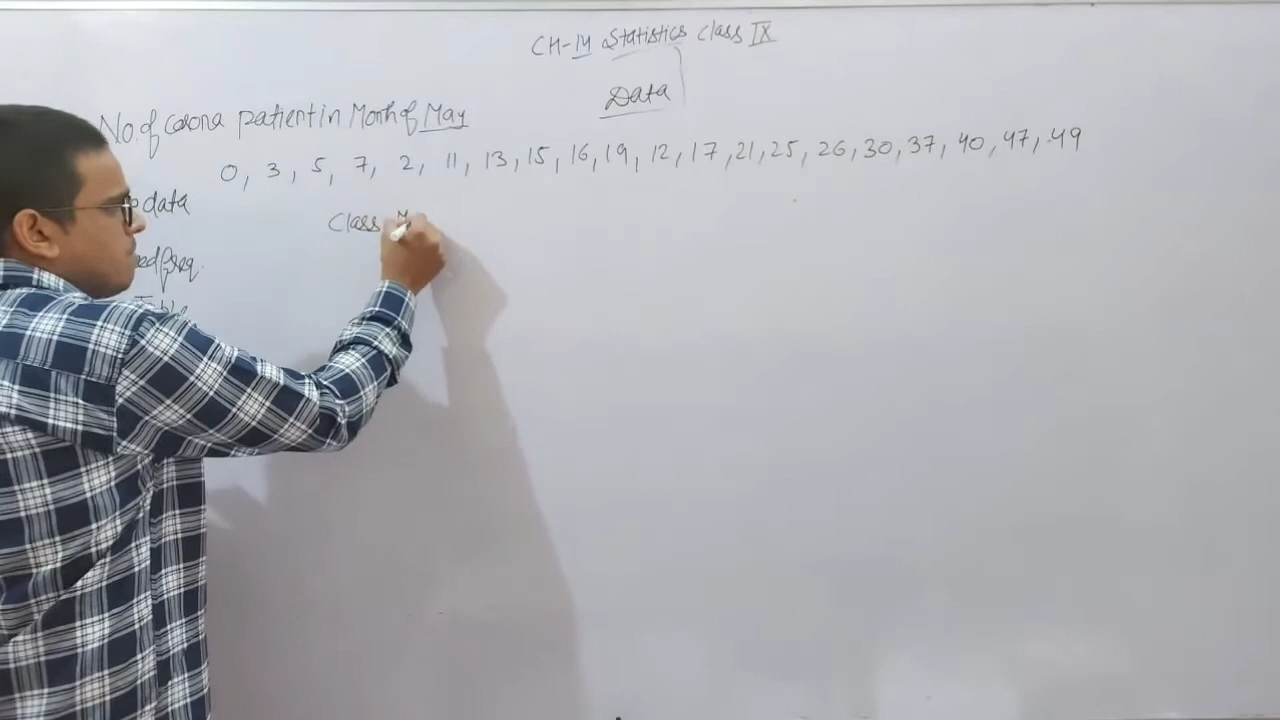 CH-14 Statistics Class IX
Data
No. of corona patient in Month of May
0, 3, 5, 7, 2, 11, 13, 15, 16, 19, 12, 17, 21, 25, 26, 30, 37, 40, 47, 49
data
Class
freq.